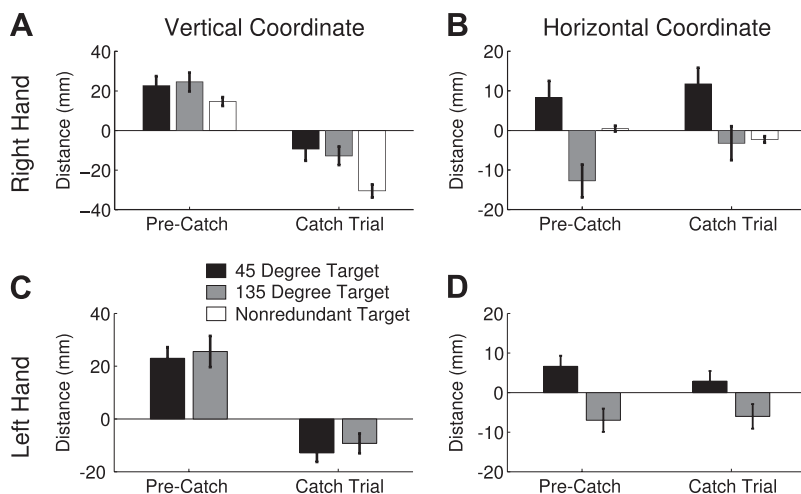 A
Vertical Coordinate
B
Horizontal Coordinate
Right Hand
Distance (mm)
40
20
0
−20
−40
Pre-Catch
Catch Trial
Distance (mm)
20
10
0
-10
-20
Pre-Catch
Catch Trial
45 Degree Target
135 Degree Target
Nonredundant Target
C
D
Left Hand
Distance (mm)
40
20
0
-20
Pre-Catch
Catch Trial
Distance (mm)
20
10
0
-10
-20
Pre-Catch
Catch Trial